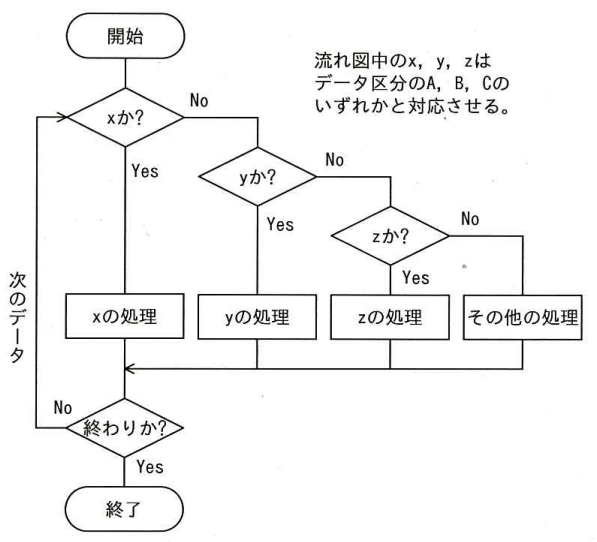 開始
流れ図中のx, y, zは
データ区分のA, B, Cの
いずれかと対応させる。
xか?
No
Yes
yか?
No
Yes
zか?
No
Yes
次のデータ
xの処理
yの処理
zの処理
その他の処理
No
終わりか?
Yes
終了